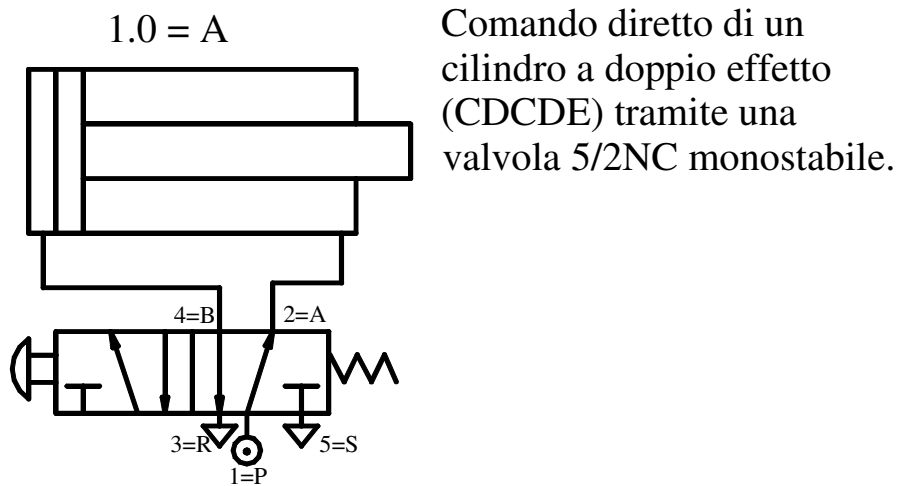 1.0 = A
Comando diretto di un
cilindro a doppio effetto
(CDCDE) tramite una
valvola 5/2NC monostabile.
4=B
2=A
3=R
5=S
1=P